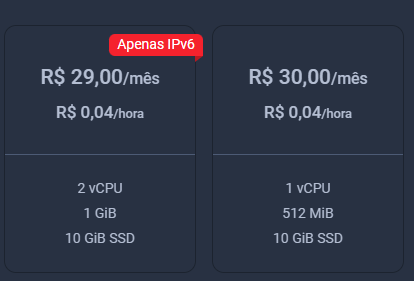 Apenas IPv6
R$ 29,00/mês
R$ 0,04/hora
2 vCPU
1 GiB
10 GiB SSD
R$ 30,00/mês
R$ 0,04/hora
1 vCPU
512 MiB
10 GiB SSD